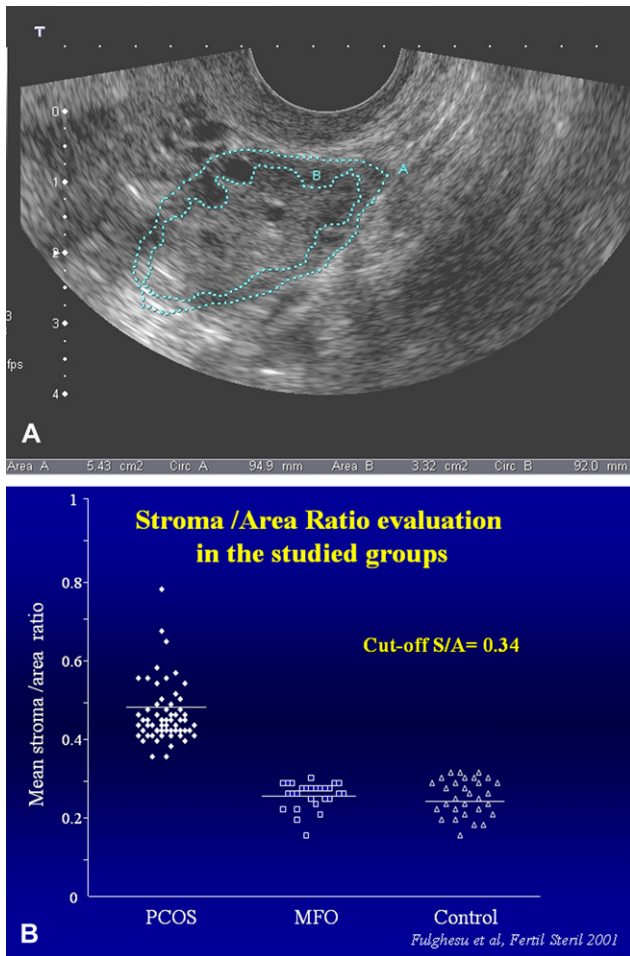 T
0
1
B
A
2
3
3
fps
4
A
Area A 5.43 cm2 Circ A 94.9 mm Area B 3.32 cm2 Circ B 92.0 mm
1
Stroma /Area Ratio evaluation
in the studied groups
0.8
Cut-off S/A= 0.34
0.6
Mean stroma /area ratio
0.4
0.2
0
PCOS MFO Control
B
Fulghesu et al, Fertil Steril 2001